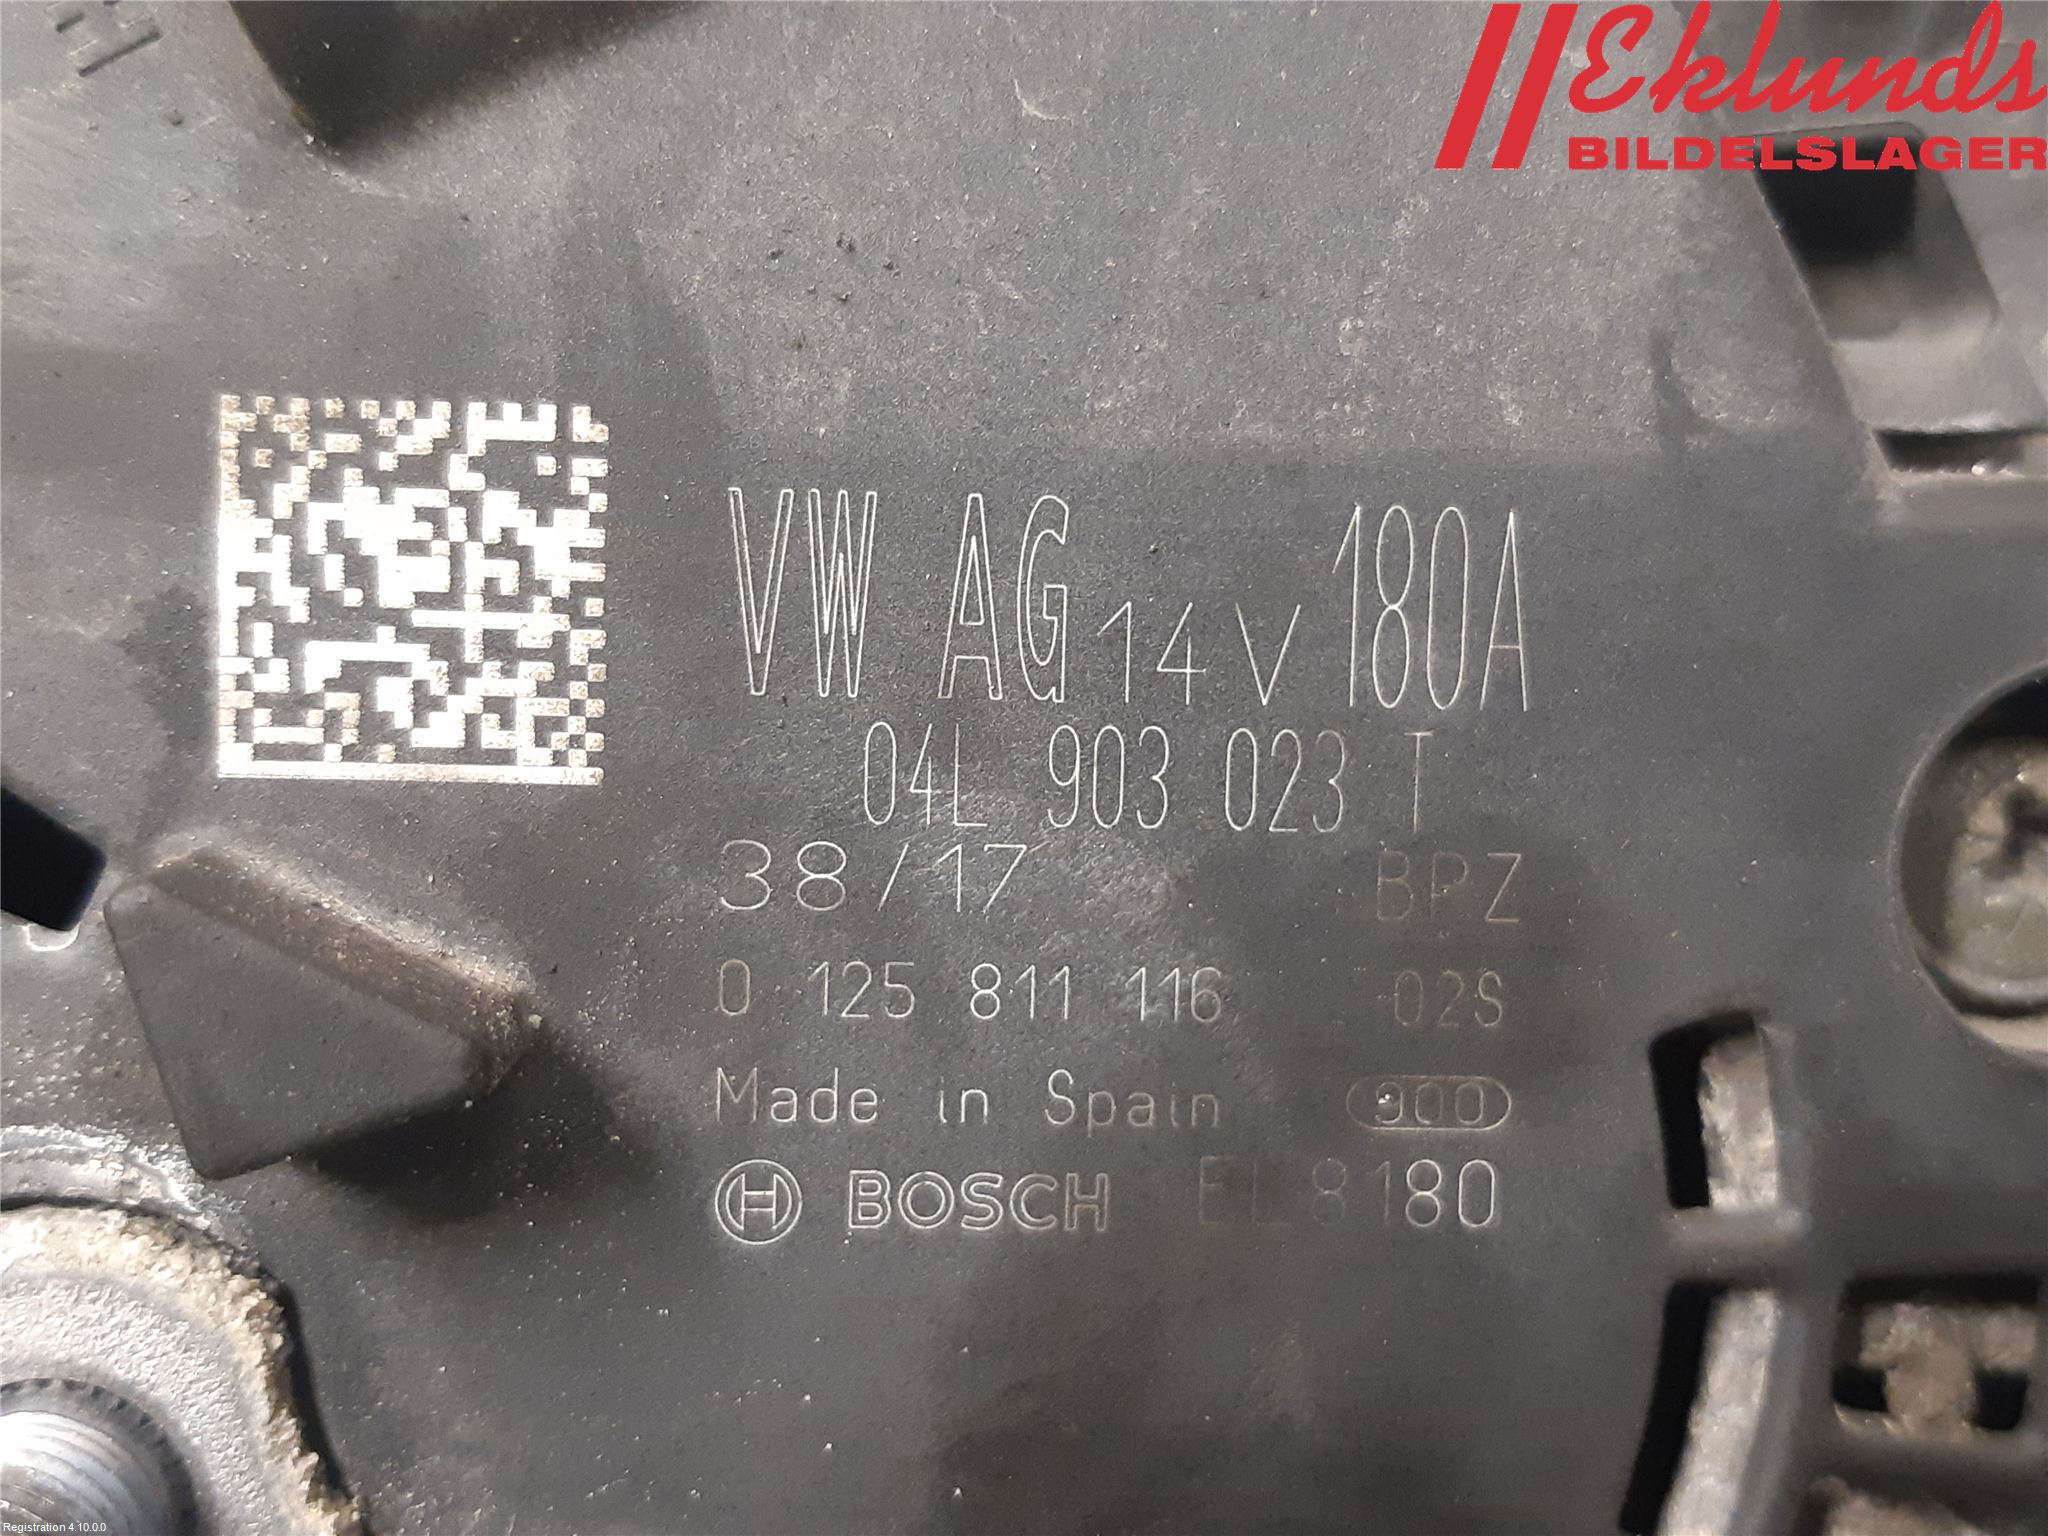 H
Eklunds
BILDELSLAGER
VW AG 14 V 180A
04L 903 023 T
38/17 BPZ
0 125 811 116 02S
Made in Spain 900
BOSCH EL8180
Registration 4.10.0.0